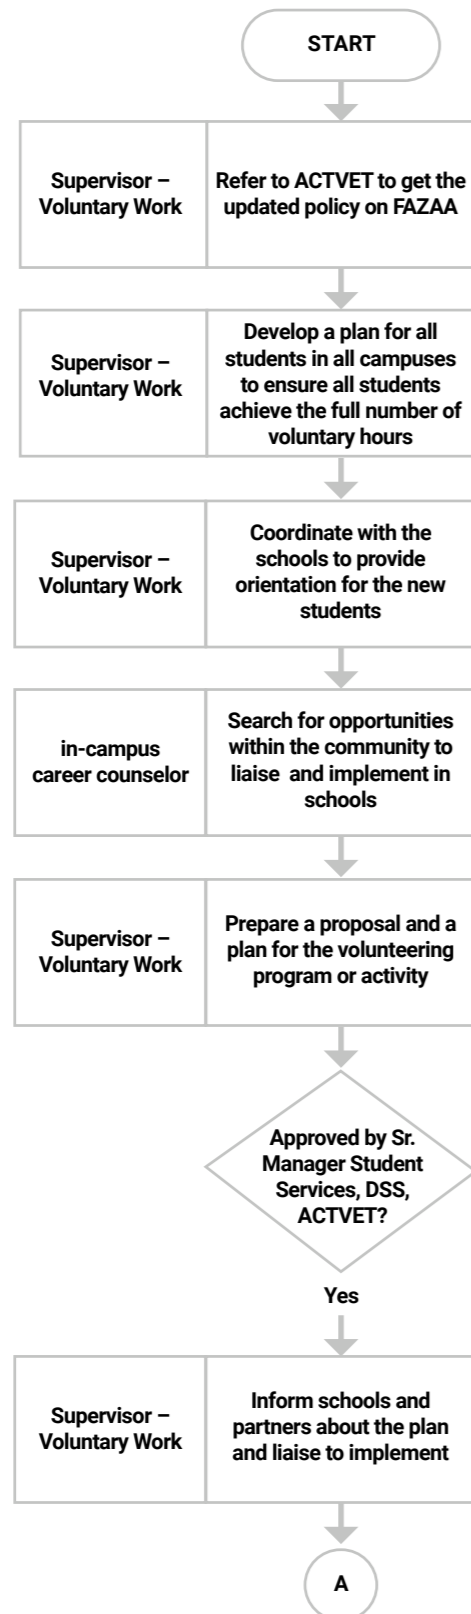 START
Supervisor –
Voluntary Work
Refer to ACTVET to get the
updated policy on FAZAA
Supervisor –
Voluntary Work
Develop a plan for all
students in all campuses
to ensure all students
achieve the full number of
voluntary hours
Supervisor –
Voluntary Work
Coordinate with the
schools to provide
orientation for the new
students
in-campus
career counselor
Search for opportunities
within the community to
liaise and implement in
schools
Supervisor –
Voluntary Work
Prepare a proposal and a
plan for the volunteering
program or activity
Approved by Sr.
Manager Student
Services, DSS,
ACTVET?
Yes
Supervisor –
Voluntary Work
Inform schools and
partners about the plan
and liaise to implement
A